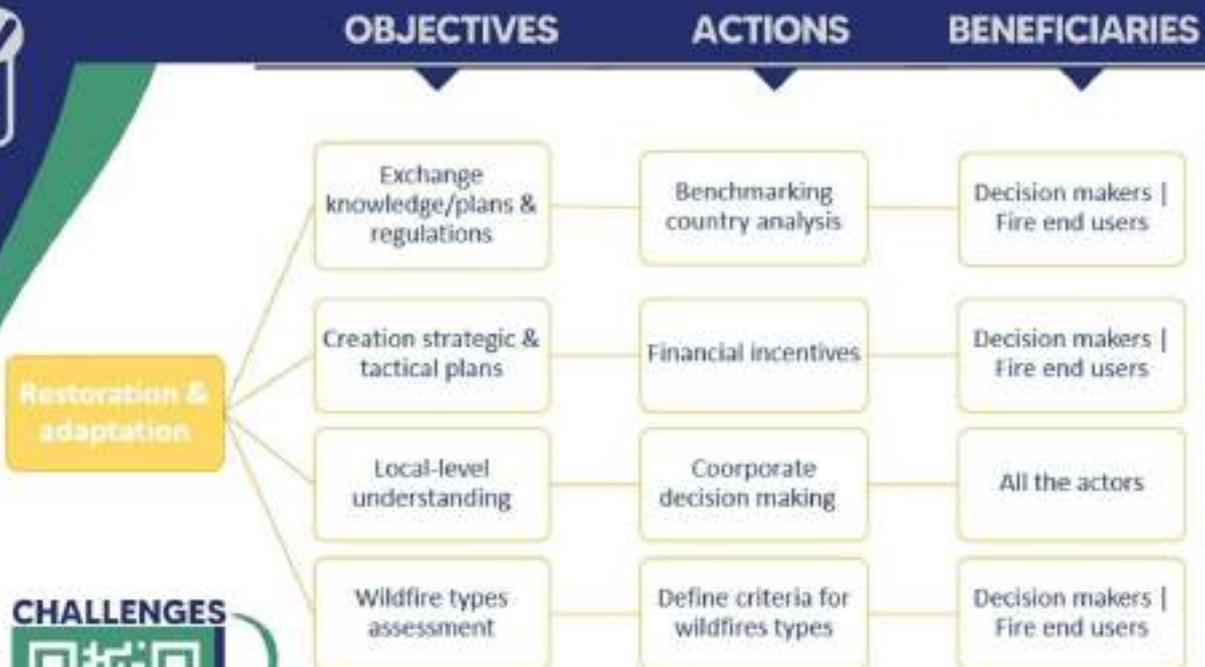 OBJECTIVES
ACTIONS
BENEFICIARIES
Exchange
knowledge/plans &
regulations
Benchmarking
country analysis
Decision makers |
Fire end users
Creation strategic &
tactical plans
Financial incentives
Decision makers |
Fire end users
Restoration &
adaptation
Local-level
understanding
Coorporate
decision making
All the actors
Wildfire types
assessment
Define criteria for
wildfires types
Decision makers |
Fire end users
CHALLENGES